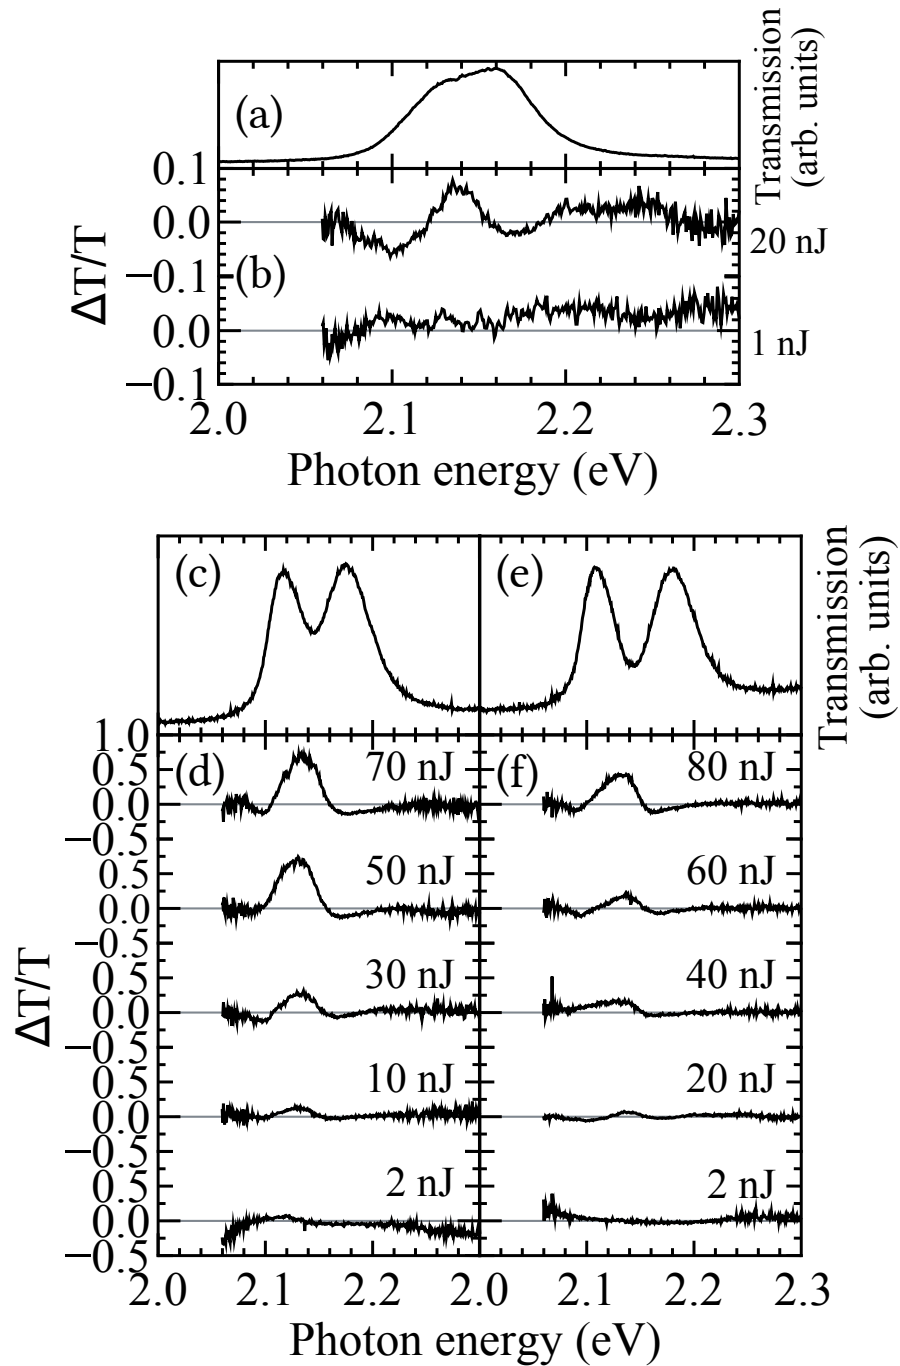 Transmission
(arb. units)
(a)
0.1
0.0
20 nJ
−0.1
(b)
ΔT/T
0.0
1 nJ
−0.1
2.0 2.1 2.2 2.3
Photon energy (eV)
(c) (e)
Transmission
(arb. units)
1.0
(d) 70 nJ (f) 80 nJ
0.5
0.0
−0.5
0.5 50 nJ 60 nJ
0.0
−0.5
ΔT/T
0.5 30 nJ 40 nJ
0.0
−0.5
0.5 10 nJ 20 nJ
0.0
−0.5
0.5 2 nJ 2 nJ
0.0
−0.5
2.0 2.1 2.2 2.0 2.1 2.2 2.3
Photon energy (eV)